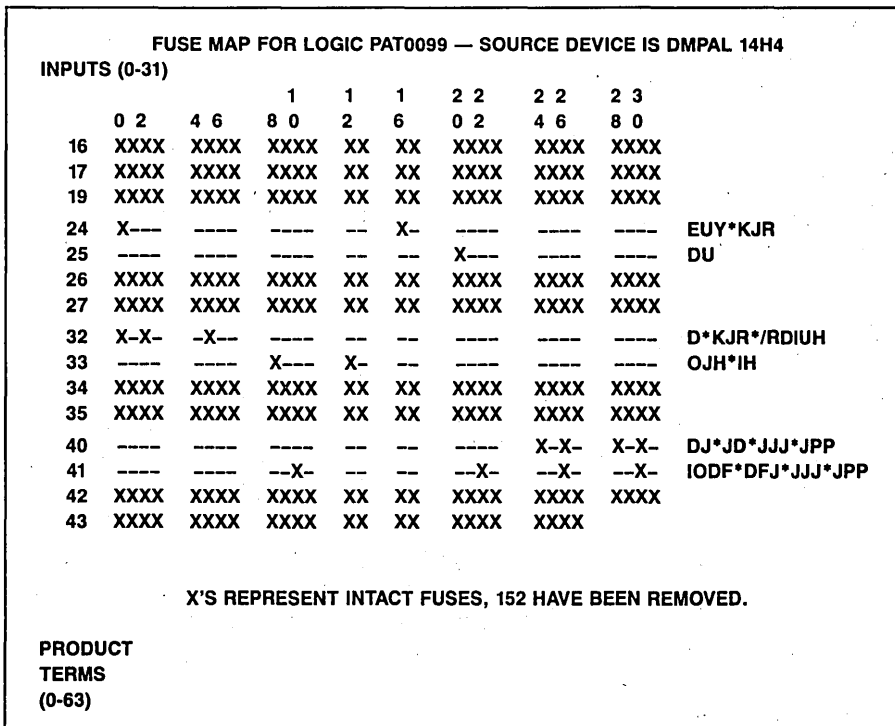 FUSE MAP FOR LOGIC PAT0099 — SOURCE DEVICE IS DMPAL 14H4
INPUTS (0-31)
1 1 1 2 2 2 2 2 3
0 2 4 6 8 0 2 6 0 2 4 6 8 0
16 XXXX XXXX XXXX XX XX XXXX XXXX XXXX
17 XXXX XXXX XXXX XX XX XXXX XXXX XXXX
19 XXXX XXXX XXXX XX XX XXXX XXXX XXXX
24 X--- ---- ---- -- X- ---- ---- ---- EUY*KJR
25 ---- ---- ---- -- -- X--- ---- ---- DU
26 XXXX XXXX XXXX XX XX XXXX XXXX XXXX
27 XXXX XXXX XXXX XX XX XXXX XXXX XXXX
32 X-X- -X-- ---- -- -- ---- ---- ---- D*KJR*/RDIUH
33 ---- ---- X--- X- -- ---- ---- ---- OJH*IH
34 XXXX XXXX XXXX XX XX XXXX XXXX XXXX
35 XXXX XXXX XXXX XX XX XXXX XXXX XXXX
40 ---- ---- ---- -- -- ---- X-X- X-X- DJ*JD*JJJ*JPP
41 ---- ---- --X- -- -- --X- --X- --X- IODF*DFJ*JJJ*JPP
42 XXXX XXXX XXXX XX XX XXXX XXXX XXXX
43 XXXX XXXX XXXX XX XX XXXX XXXX
X'S REPRESENT INTACT FUSES, 152 HAVE BEEN REMOVED.
PRODUCT
TERMS
(0-63)